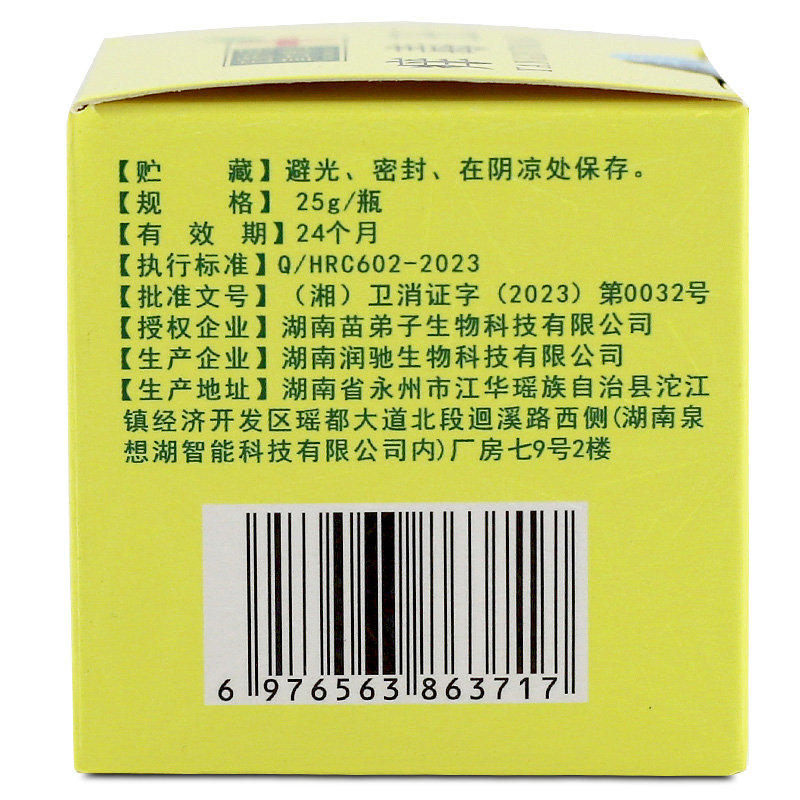 【贮 藏】避光、密封、在阴凉处保存。
【规 格】 25g/瓶
【有 效 期】24个月
【执行标准】Q/HRC602-2023
【批准文号】（湘）卫消证字（2023）第0032号
【授权企业】湖南苗弟子生物科技有限公司
【生产企业】湖南润驰生物科技有限公司
【生产地址】湖南省永州市江华瑶族自治县沱江
镇经济开发区瑶都大道北段迴溪路西侧(湖南泉
想湖智能科技有限公司内)厂房七9号2楼
6 976563 863717